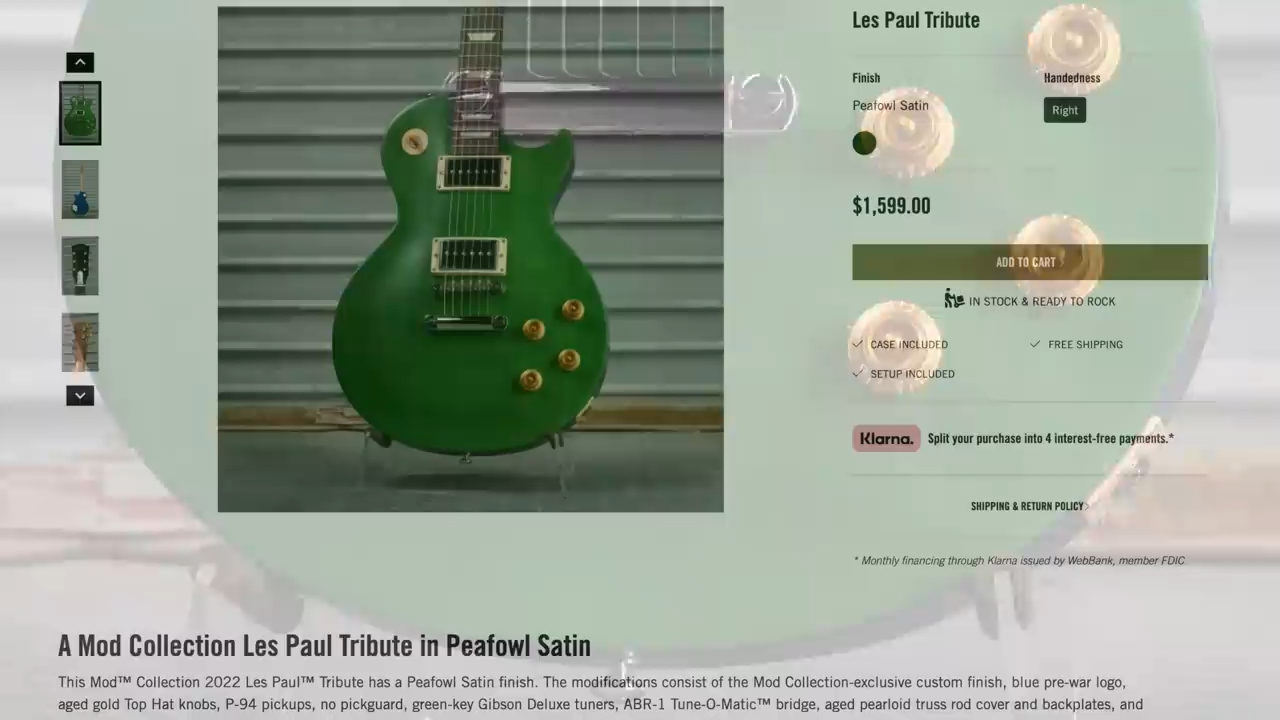 Les Paul Tribute
Finish
Handedness
Peafowl Satin
Right
$1,599.00
ADD TO CART
IN STOCK & READY TO ROCK
CASE INCLUDED
FREE SHIPPING
SETUP INCLUDED
Klarna. Split your purchase into 4 interest-free payments.*
SHIPPING & RETURN POLICY
* Monthly financing through Klarna issued by WebBank, member FDIC
A Mod Collection Les Paul Tribute in Peafowl Satin
This Mod™ Collection 2022 Les Paul™ Tribute has a Peafowl Satin finish. The modifications consist of the Mod Collection-exclusive custom finish, blue pre-war logo,
aged gold Top Hat knobs, P-94 pickups, no pickguard, green-key Gibson Deluxe tuners, ABR-1 Tune-O-Matic™ bridge, aged pearloid truss rod cover and backplates, and